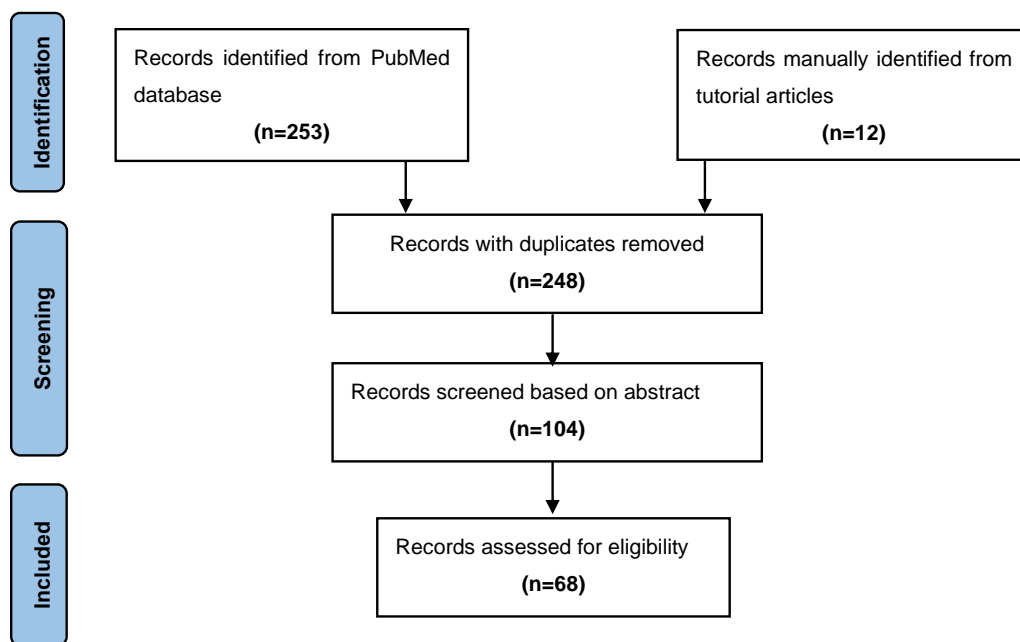 Identification
Records identified from PubMed
database
(n=253)
Records manually identified from
tutorial articles
(n=12)
Screening
Records with duplicates removed
(n=248)
Records screened based on abstract
(n=104)
Included
Records assessed for eligibility
(n=68)